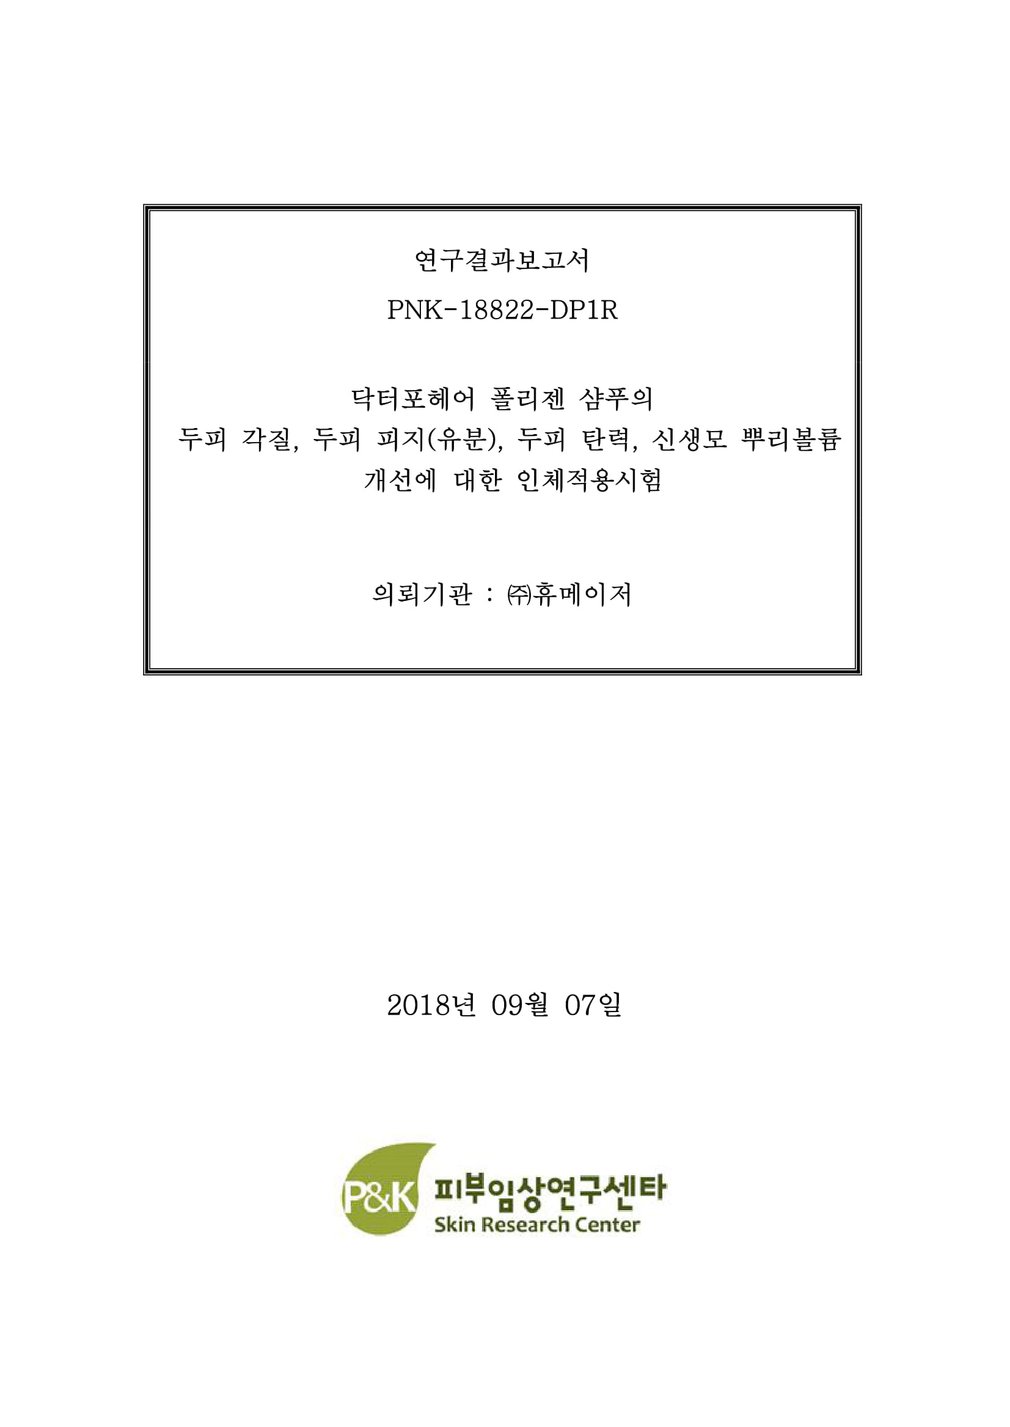 연구결과보고서
PNK-18822-DP1R
닥터포헤어 폴리젠 샴푸의
두피 각질, 두피 피지(유분), 두피 탄력, 신생모 뿌리볼륨
개선에 대한 인체적용시험
의뢰기관 : ㈜휴메이저
2018년 09월 07일
P&K 피부임상연구센타
Skin Research Center